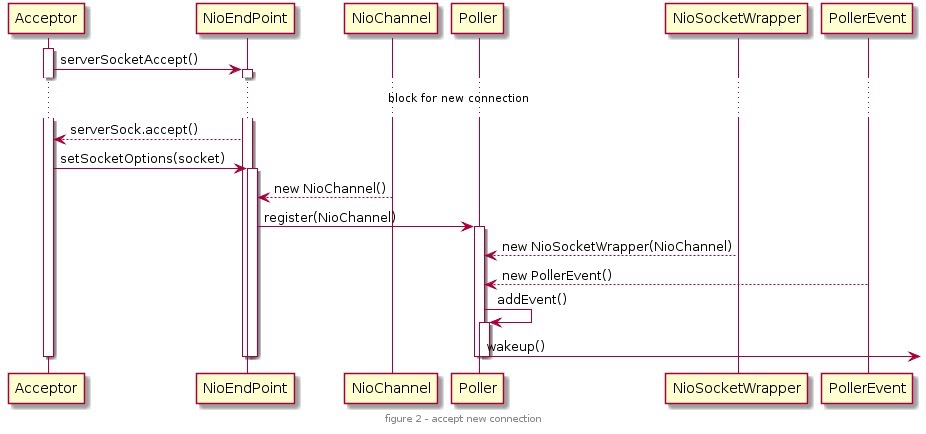 Acceptor NioEndPoint NioChannel Poller NioSocketWrapper PollerEvent
serverSocketAccept()
block for new connection
serverSock.accept()
setSocketOptions(socket)
new NioChannel()
register(NioChannel)
new NioSocketWrapper(NioChannel)
new PollerEvent()
addEvent()
wakeup()
Acceptor NioEndPoint NioChannel Poller NioSocketWrapper PollerEvent
figure 2 - accept new connection